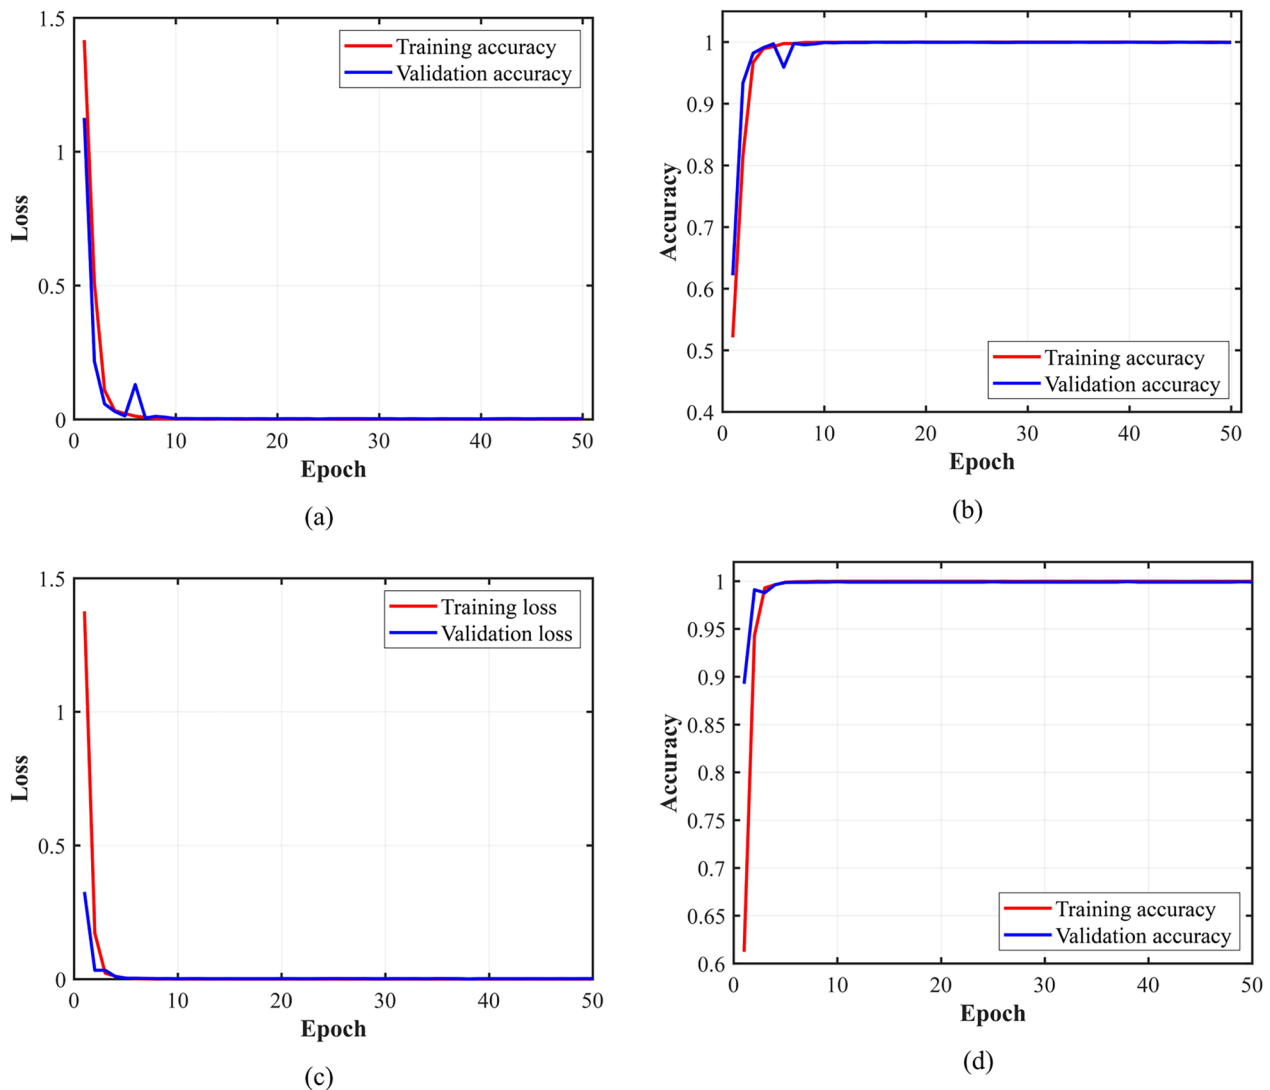 1.5
1
0.5
0
0 10 20 30 40 50
Loss
Epoch
Training accuracy
Validation accuracy
(a)
1
0.9
0.8
0.7
0.6
0.5
0.4
0 10 20 30 40 50
Accuracy
Epoch
Training accuracy
Validation accuracy
(b)
1.5
1
0.5
0
0 10 20 30 40 50
Loss
Epoch
Training loss
Validation loss
(c)
1
0.95
0.9
0.85
0.8
0.75
0.7
0.65
0.6
0 10 20 30 40 50
Accuracy
Epoch
Training accuracy
Validation accuracy
(d)